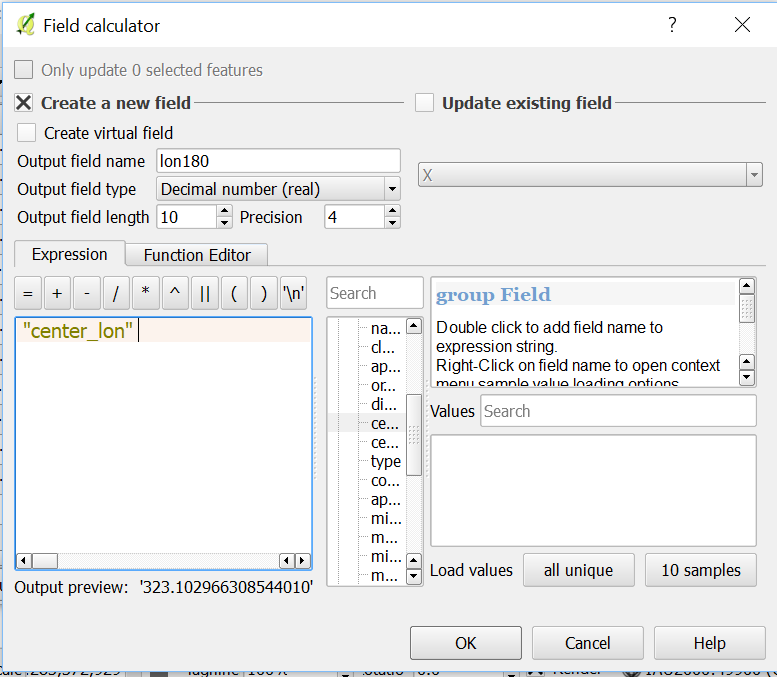 Field calculator ?
Only update 0 selected features
Create a new field
Update existing field
Create virtual field
Output field name lon180
Output field type Decimal number (real)
X
Output field length 10 Precision 4
Expression Function Editor
= + - / * ^ || ( ) '\n'
Search
group Field
Double click to add field name to
expression string.
Right-Click on field name to open context
menu sample value loading options
"center_lon"
na...
cl...
ap...
or...
di...
ce...
ce...
type
co...
ap...
mi...
m...
mi...
m...
Values Search
Load values all unique 10 samples
Output preview: '323.102966308544010'
OK Cancel Help